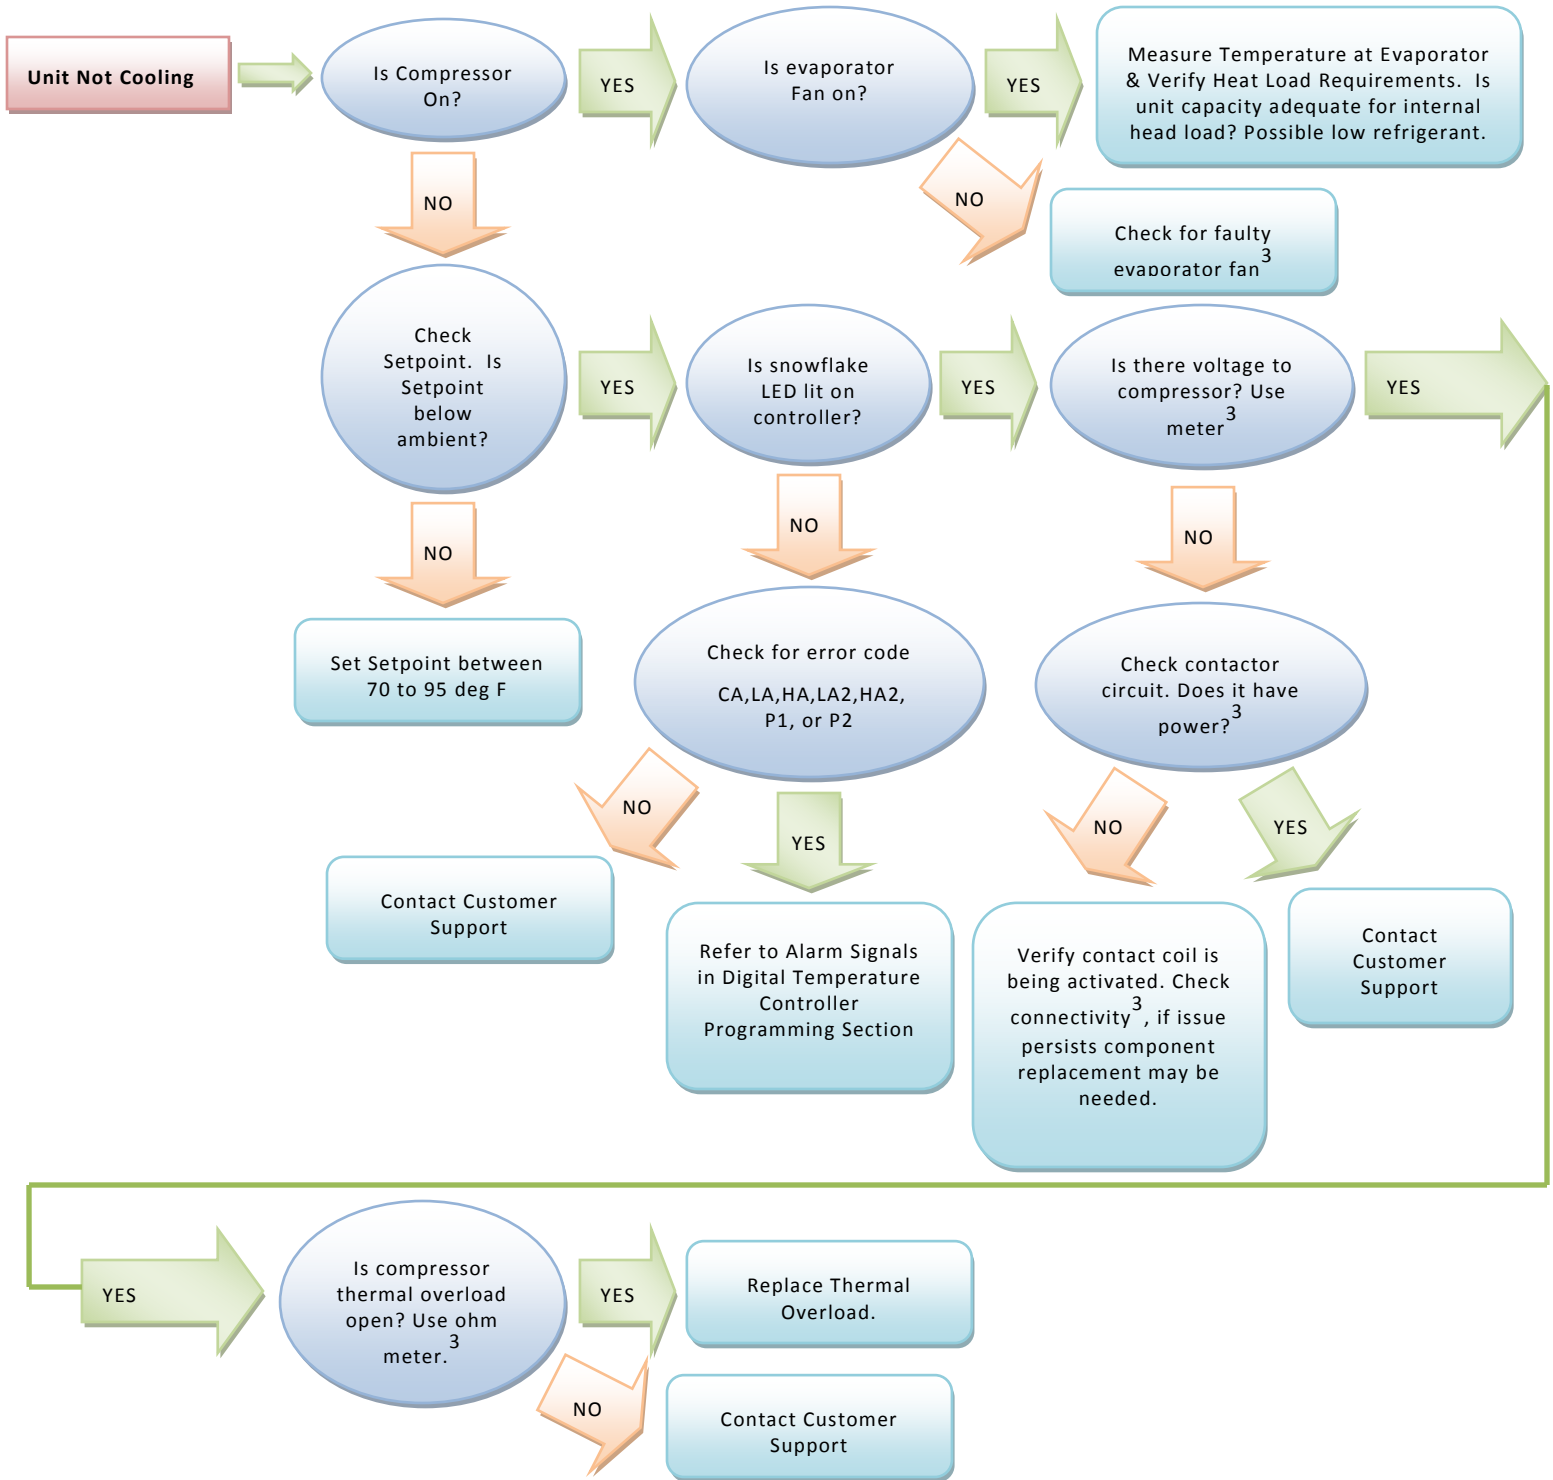 Unit Not Cooling
Is Compressor
On?
YES
Is evaporator
Fan on?
YES
Measure Temperature at Evaporator
& Verify Heat Load Requirements. Is
unit capacity adequate for internal
head load? Possible low refrigerant.
NO
NO
Check for faulty
evaporator fan3
Check
Setpoint. Is
Setpoint
below
ambient?
YES
Is snowflake
LED lit on
controller?
YES
Is there voltage to
compressor? Use
meter3
YES
NO
NO
NO
Set Setpoint between
70 to 95 deg F
Check for error code
CA,LA,HA,LA2,HA2,
P1, or P2
Check contactor
circuit. Does it have
power?3
NO
YES
NO
YES
Contact Customer
Support
Refer to Alarm Signals
in Digital Temperature
Controller
Programming Section
Verify contact coil is
being activated. Check
connectivity3, if issue
persists component
replacement may be
needed.
Contact
Customer
Support
YES
Is compressor
thermal overload
open? Use ohm
meter.3
YES
Replace Thermal
Overload.
NO
Contact Customer
Support